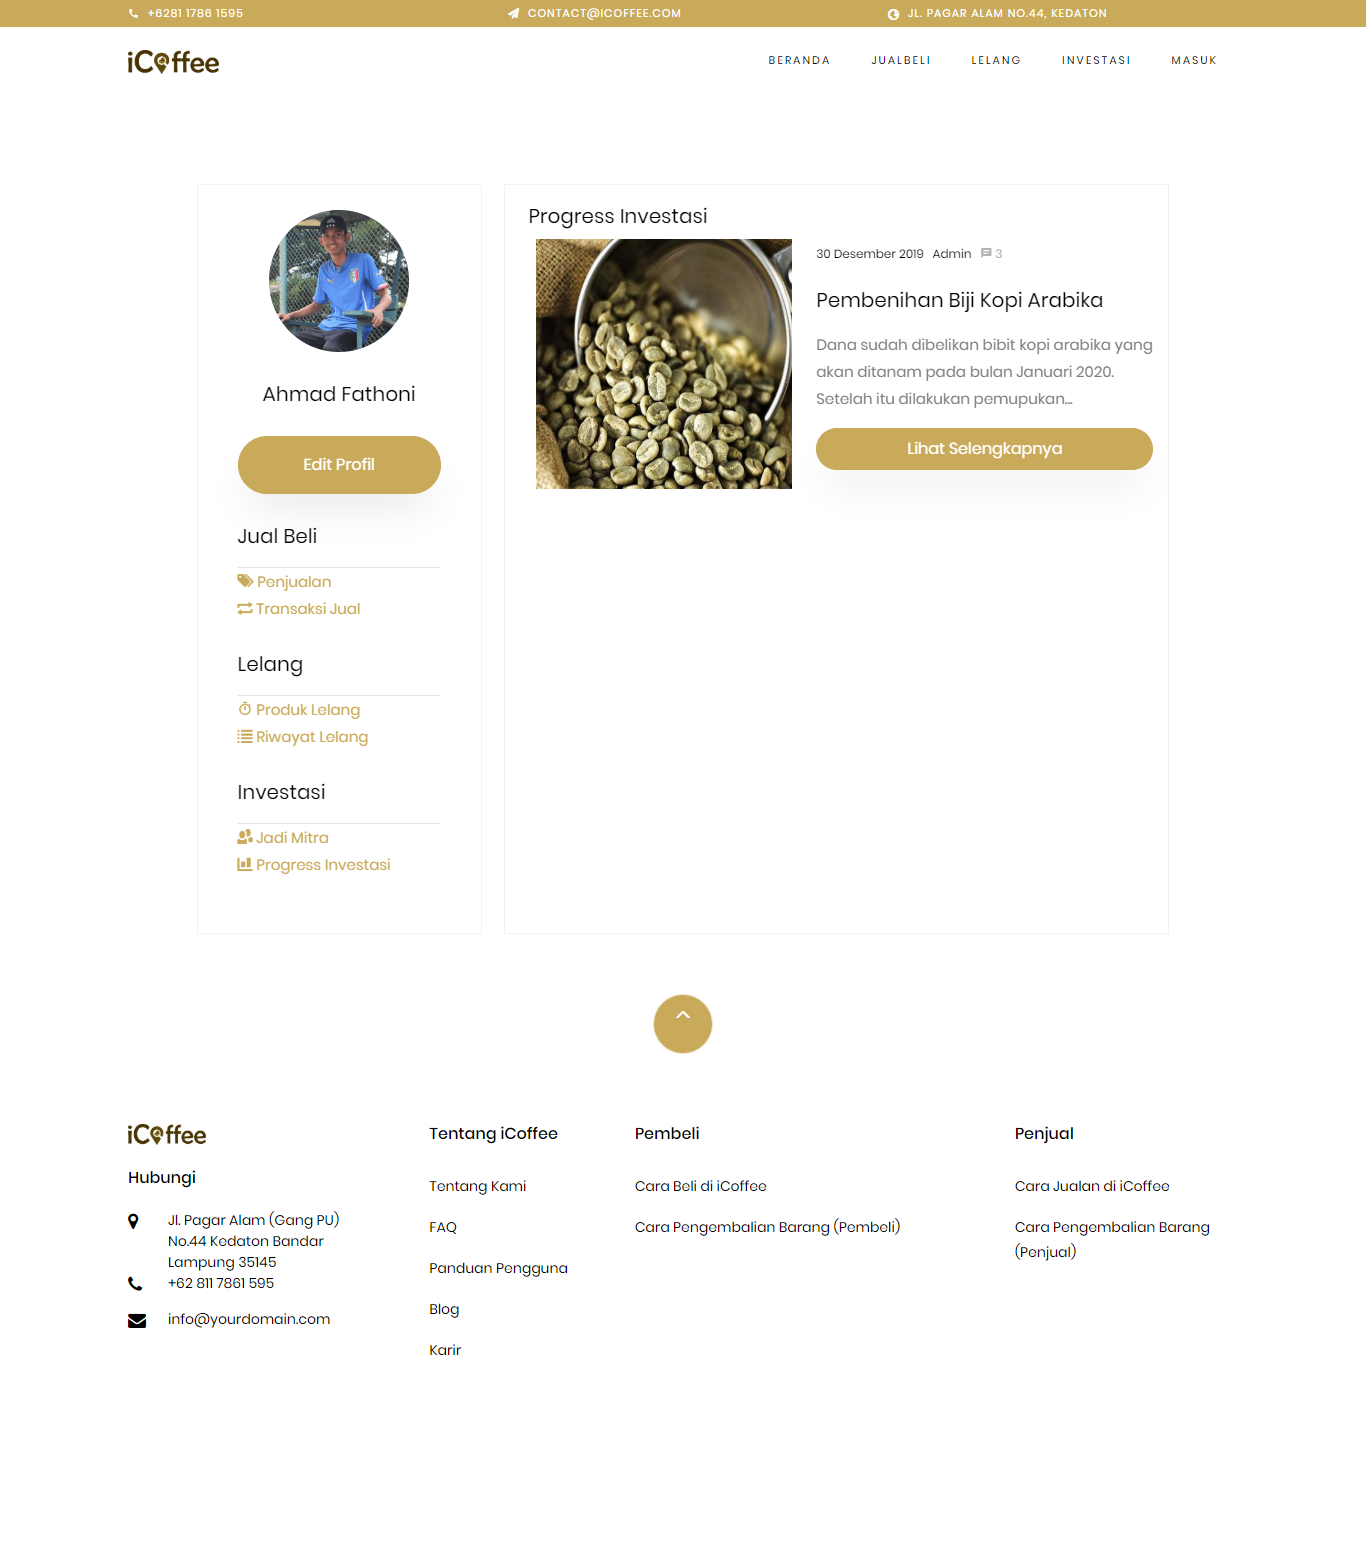 +6281 1786 1595
CONTACT@ICOFFEE.COM
JL. PAGAR ALAM NO.44, KEDATON
iCoffee
BERANDA
JUALBELI
LELANG
INVESTASI
MASUK
Ahmad Fathoni
Edit Profil
Jual Beli
Penjualan
Transaksi Jual
Lelang
Produk Lelang
Riwayat Lelang
Investasi
Jadi Mitra
Progress Investasi
Progress Investasi
30 Desember 2019 Admin 3
Pembenihan Biji Kopi Arabika
Dana sudah dibelikan bibit kopi arabika yang
akan ditanam pada bulan Januari 2020.
Setelah itu dilakukan pemupukan...
Lihat Selengkapnya
iCoffee
Hubungi
Jl. Pagar Alam (Gang PU)
No.44 Kedaton Bandar
Lampung 35145
+62 811 7861 595
info@yourdomain.com
Tentang iCoffee
Tentang Kami
FAQ
Panduan Pengguna
Blog
Karir
Pembeli
Cara Beli di iCoffee
Cara Pengembalian Barang (Pembeli)
Penjual
Cara Jualan di iCoffee
Cara Pengembalian Barang
(Penjual)